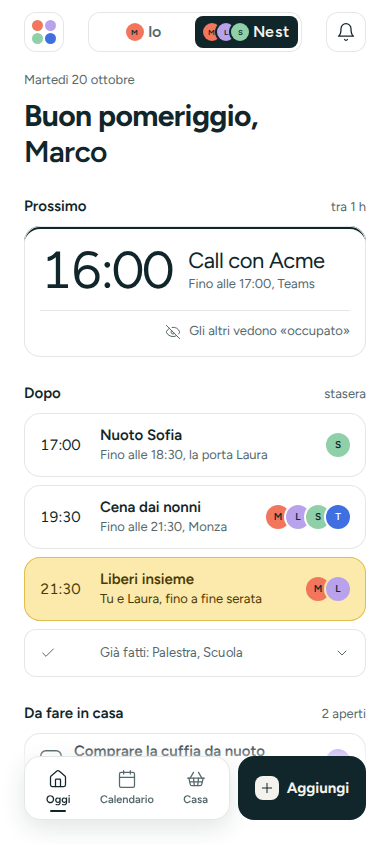 M Io M L S Nest
Martedì 20 ottobre
Buon pomeriggio,
Marco
Prossimo tra 1 h
16:00 Call con Acme
Fino alle 17:00, Teams
Gli altri vedono «occupato»
Dopo stasera
17:00 Nuoto Sofia S
Fino alle 18:30, la porta Laura
19:30 Cena dai nonni M L S T
Fino alle 21:30, Monza
21:30 Liberi insieme M L
Tu e Laura, fino a fine serata
Già fatti: Palestra, Scuola
Da fare in casa 2 aperti
Comprare la cuffia da nuoto
Oggi Calendario Casa Aggiungi